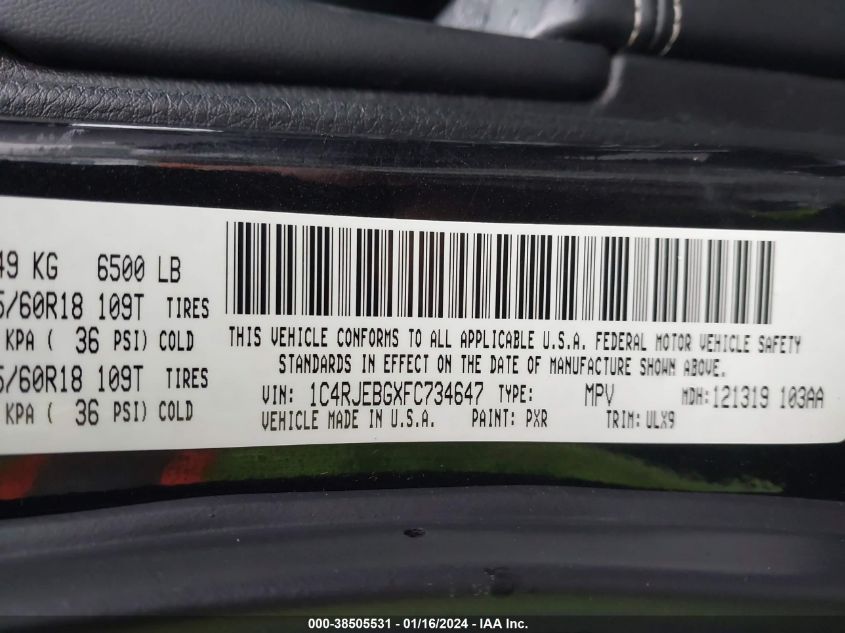 49 KG 6500 LB
5/60R18 109T TIRES
KPA ( 36 PSI) COLD
5/60R18 109T TIRES
KPA ( 36 PSI) COLD
THIS VEHICLE CONFORMS TO ALL APPLICABLE U.S.A. FEDERAL MOTOR VEHICLE SAFETY
STANDARDS IN EFFECT ON THE DATE OF MANUFACTURE SHOWN ABOVE.
VIN: 1C4RJEBGXFC734647 TYPE: MPV MDH:121319 103AA
VEHICLE MADE IN U.S.A. PAINT: PXR TRIM: ULX9
000-38505531 - 01/16/2024 - IAA Inc.